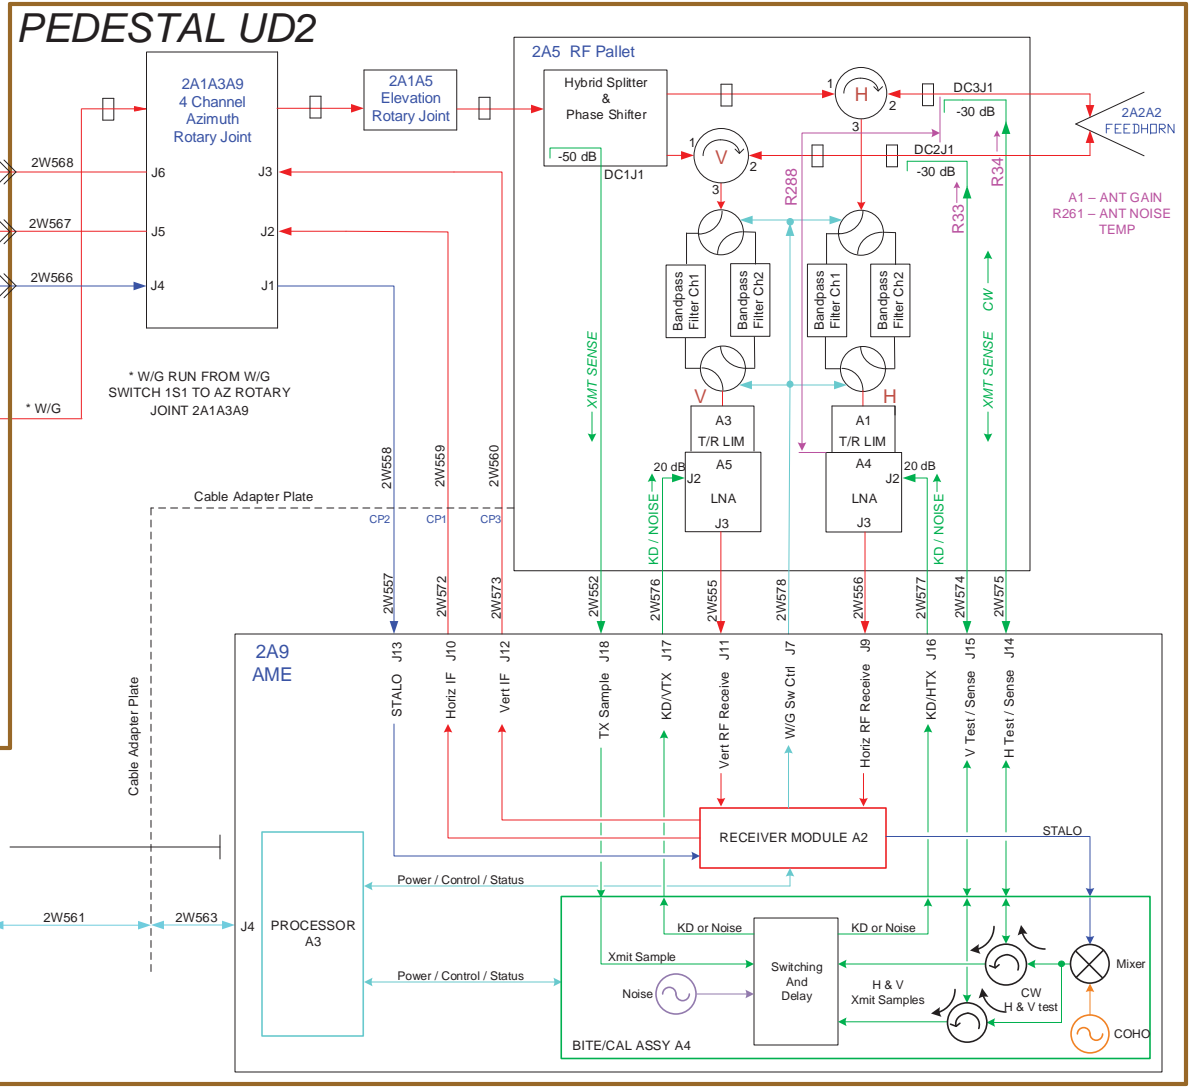 PEDESTAL UD2
2A1A3A9
4 Channel
Azimuth
Rotary Joint
J6
J3
J5
J2
J4
J1
2W568
2W567
2W566
* W/G
* W/G RUN FROM W/G
SWITCH 1S1 TO AZ ROTARY
JOINT 2A1A3A9
2A1A5
Elevation
Rotary Joint
2A5 RF Pallet
Hybrid Splitter
&
Phase Shifter
-50 dB
DC1J1
1
H
2
3
1
V
2
3
DC3J1
-30 dB
DC2J1
-30 dB
2A2A2
FEEDHORN
R288
R33
R34
A1 – ANT GAIN
R261 – ANT NOISE
TEMP
Bandpass
Filter Ch1
Bandpass
Filter Ch2
Bandpass
Filter Ch1
Bandpass
Filter Ch2
XMT SENSE
XMT SENSE
CW
V
H
A3
T/R LIM
A1
T/R LIM
20 dB
A5
J2
LNA
J3
A4
20 dB
J2
LNA
J3
KD / NOISE
KD / NOISE
2W558
2W559
2W560
Cable Adapter Plate
CP2
CP1
CP3
2W557
2W572
2W573
2W552
2W576
2W555
2W578
2W556
2W577
2W574
2W575
2A9
AME
STALO J13
Horiz IF J10
Vert IF J12
TX Sample J18
KD/VTX J17
Vert RF Receive J11
W/G Sw Ctrl J7
Horiz RF Receive J9
KD/HTX J16
V Test / Sense J15
H Test / Sense J14
Cable Adapter Plate
RECEIVER MODULE A2
STALO
Power / Control / Status
2W561
2W563
J4
PROCESSOR
A3
Power / Control / Status
KD or Noise
KD or Noise
Xmit Sample
Noise
Switching
And
Delay
H & V
Xmit Samples
CW
H & V test
Mixer
COHO
BITE/CAL ASSY A4